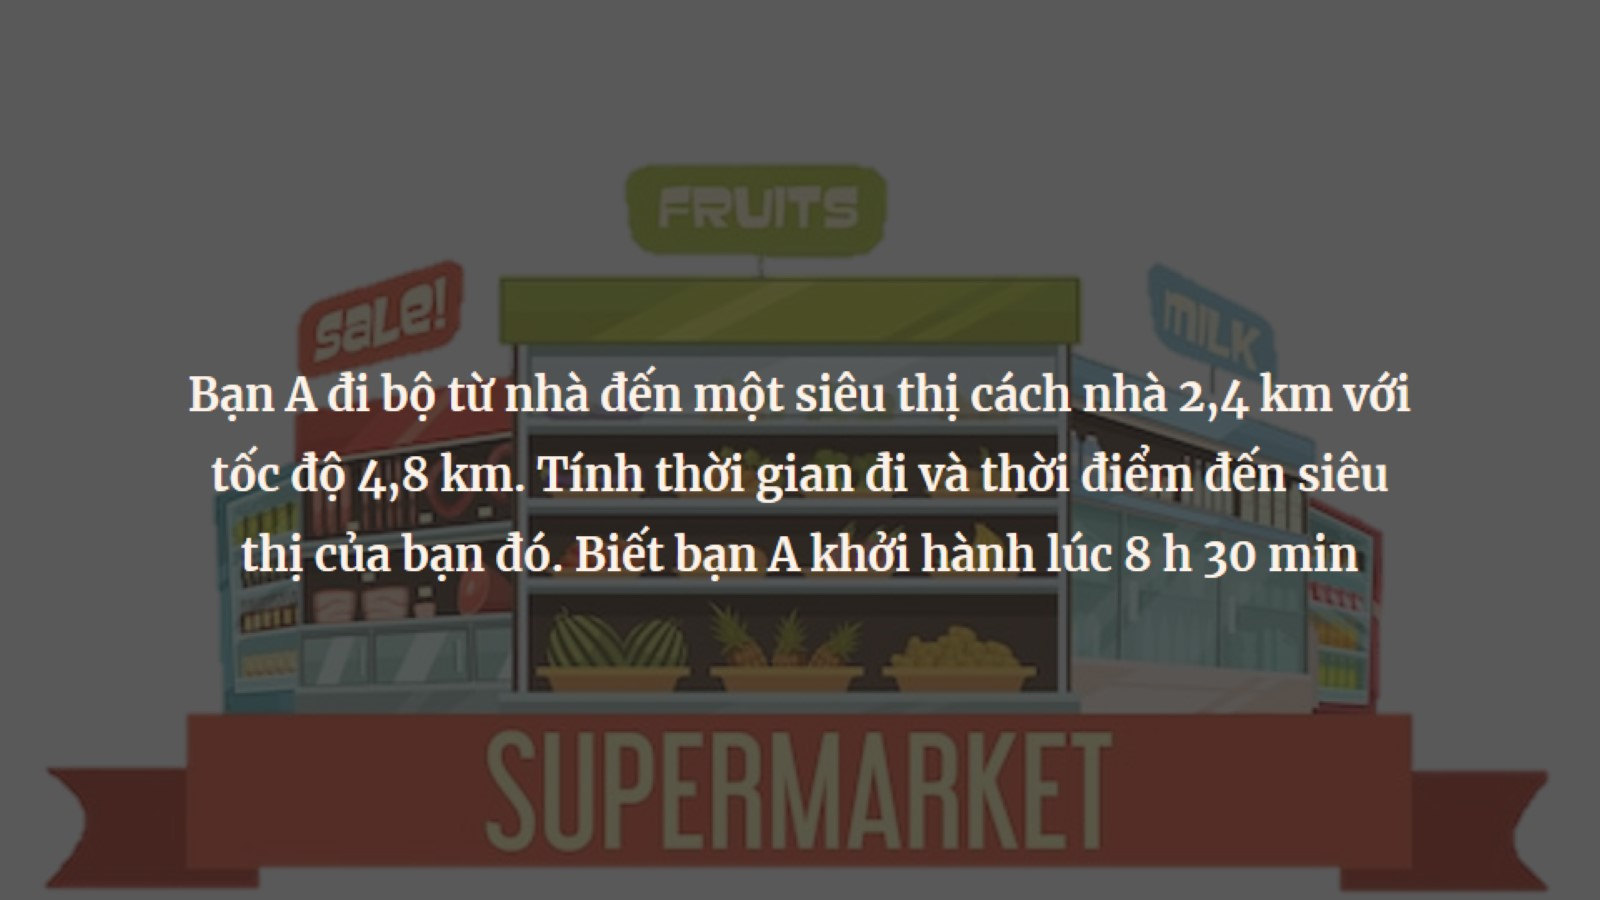 FRUITS
SALE!
MILK
Bạn A đi bộ từ nhà đến một siêu thị cách nhà 2,4 km với
tốc độ 4,8 km. Tính thời gian đi và thời điểm đến siêu
thị của bạn đó. Biết bạn A khởi hành lúc 8 h 30 min
SUPERMARKET